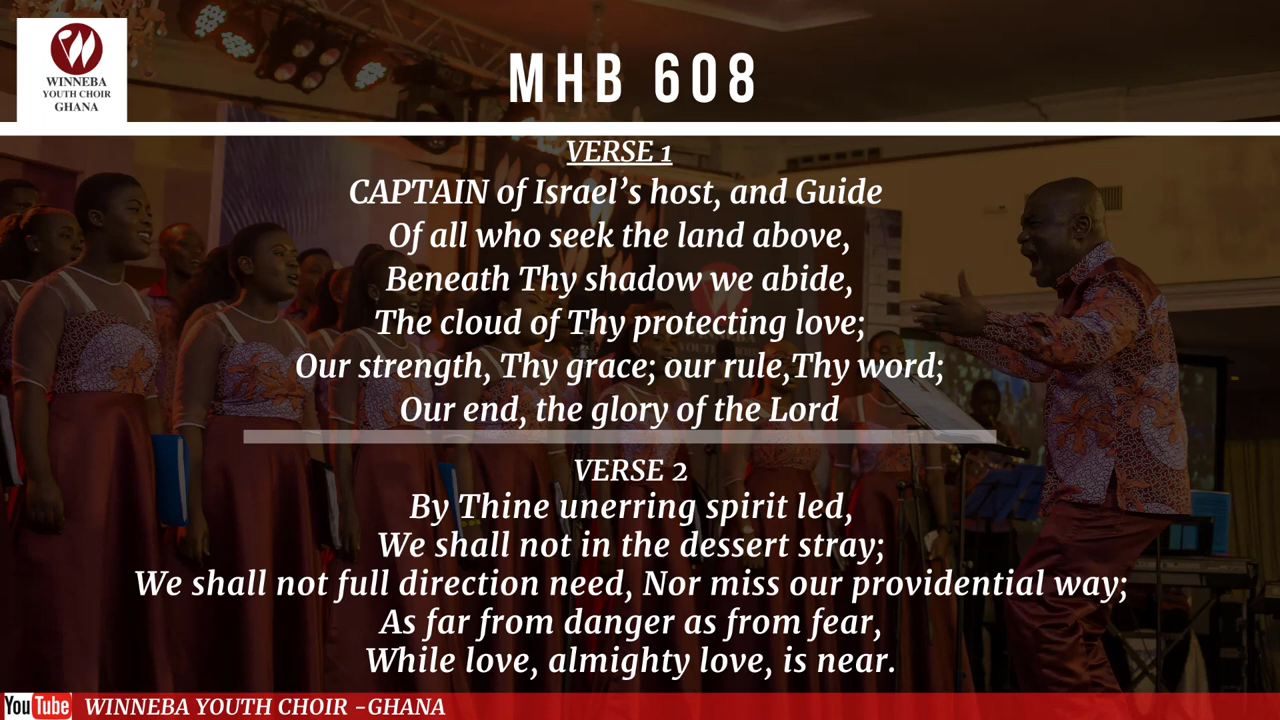 WINNEBA
YOUTH CHOIR
GHANA
MHB 608
VERSE 1
CAPTAIN of Israel’s host, and Guide
Of all who seek the land above,
Beneath Thy shadow we abide,
The cloud of Thy protecting love;
Our strength, Thy grace; our rule,Thy word;
Our end, the glory of the Lord
VERSE 2
By Thine unerring spirit led,
We shall not in the dessert stray;
We shall not full direction need, Nor miss our providential way;
As far from danger as from fear,
While love, almighty love, is near.
YouTube WINNEBA YOUTH CHOIR -GHANA